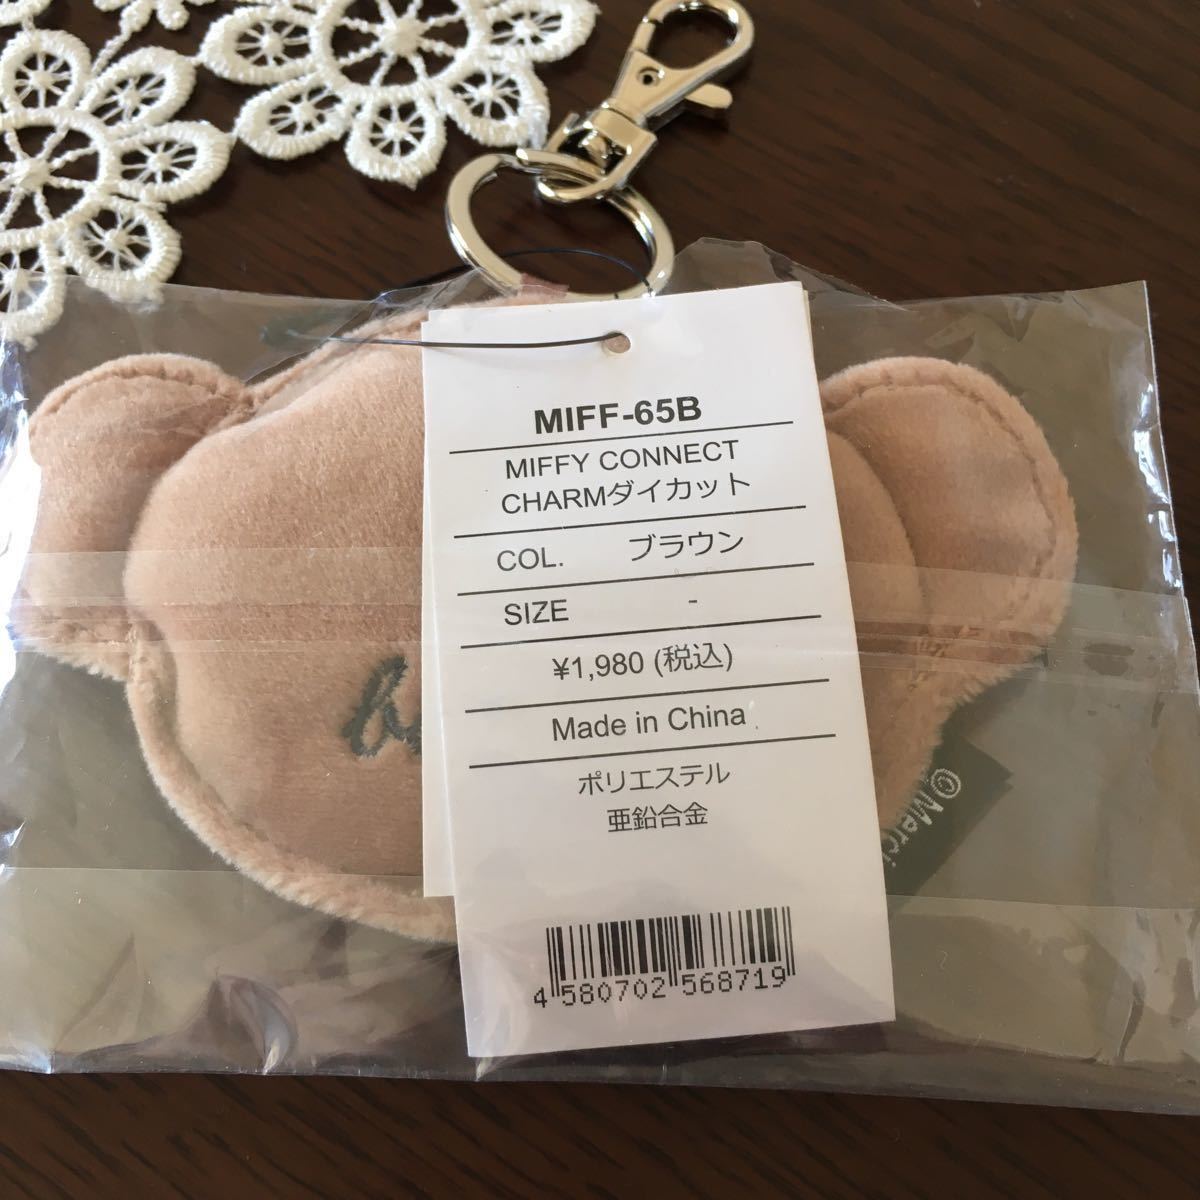 MIFF-65B
MIFFY CONNECT
CHARMダイカット
COL. ブラウン
SIZE -
¥1,980 (税込)
Made in China
ポリエステル
亜鉛合金
4 580702 568719
©Merci